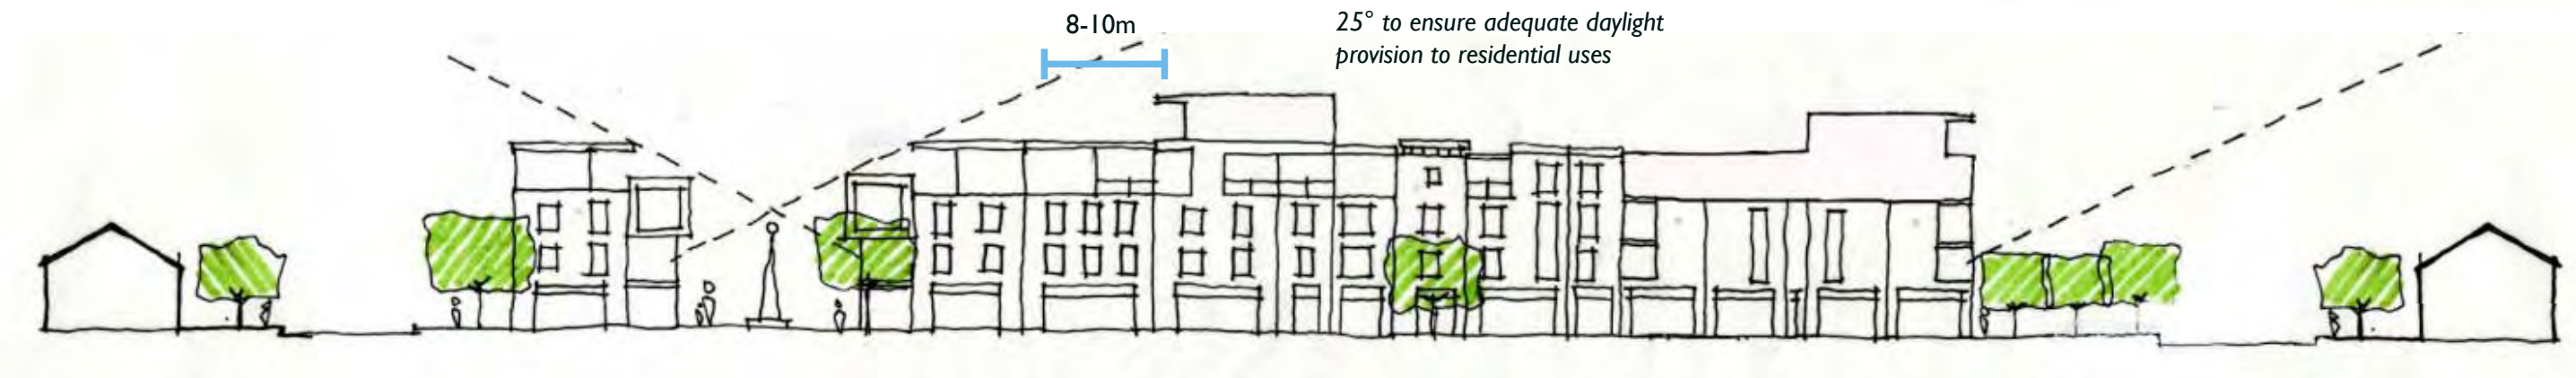 8-10m
25° to ensure adequate daylight
provision to residential uses